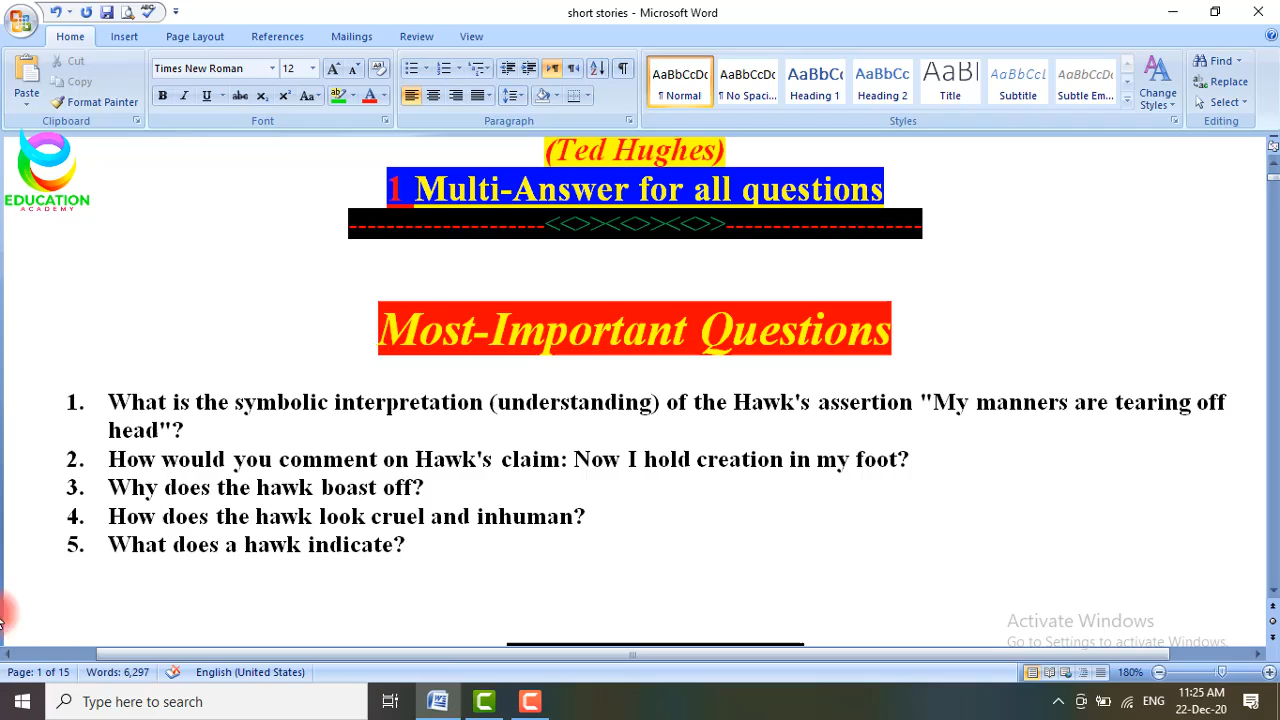 short stories - Microsoft Word
Home Insert Page Layout References Mailings Review View
Paste
Cut
Copy
Format Painter
Clipboard
Times New Roman 12
Font
Paragraph
AaBbCcDc AaBbCcDc AaBbC AaBbCc AaB AaBbCcL AaBbCcDc
¶ Normal ¶ No Spaci... Heading 1 Heading 2 Title Subtitle Subtle Em...
Change Styles
Styles
Find
Replace
Select
Editing
EDUCATION
ACADEMY
(Ted Hughes)
1 Multi-Answer for all questions
---------------------<<>><<>><<>>---------------------
Most-Important Questions
1. What is the symbolic interpretation (understanding) of the Hawk's assertion "My manners are tearing off
head"?
2. How would you comment on Hawk's claim: Now I hold creation in my foot?
3. Why does the hawk boast off?
4. How does the hawk look cruel and inhuman?
5. What does a hawk indicate?
Activate Windows
Go to Settings to activate Windows.
Page: 1 of 15 Words: 6,297 English (United States) 180%
Type here to search
ENG
11:25 AM
22-Dec-20